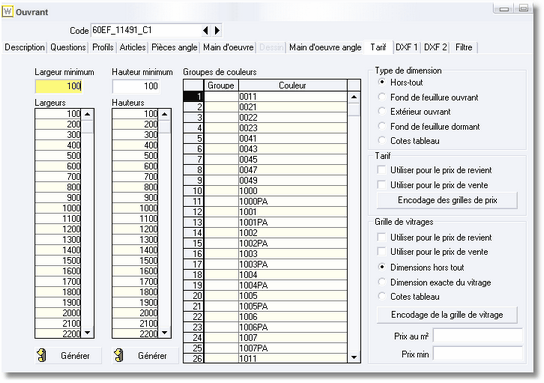 Ouvrant
Code 60EF_11491_C1
Description Questions Profils Articles Pièces angle Main d'oeuvre Dessin Main d'oeuvre angle Tarif DXF 1 DXF 2 Filtre
Largeur minimum Hauteur minimum Groupes de couleurs
100 100
Largeurs Hauteurs
100 100
200 200
300 300
400 400
500 500
600 600
700 700
800 800
900 900
1000 1000
1100 1100
1200 1200
1300 1300
1400 1400
1500 1500
1600 1600
1700 1700
1800 1800
1900 1900
2000 2000
2100 2100
2200 2200
Générer Générer
Groupe Couleur
1 0011
2 0021
3 0022
4 0023
5 0041
6 0043
7 0045
8 0047
9 0049
10 1000
11 1000PA
12 1001
13 1001PA
14 1002
15 1002PA
16 1003
17 1003PA
18 1004
19 1004PA
20 1005
21 1005PA
22 1006
23 1006PA
24 1007
25 1007PA
26 1011
Type de dimension
Hors-tout
Fond de feuillure ouvrant
Extérieur ouvrant
Fond de feuillure dormant
Cotes tableau
Tarif
Utiliser pour le prix de revient
Utiliser pour le prix de vente
Encodage des grilles de prix
Grille de vitrages
Utiliser pour le prix de revient
Utiliser pour le prix de vente
Dimensions hors tout
Dimension exacte du vitrage
Cotes tableau
Encodage de la grille de vitrage
Prix au m²
Prix min